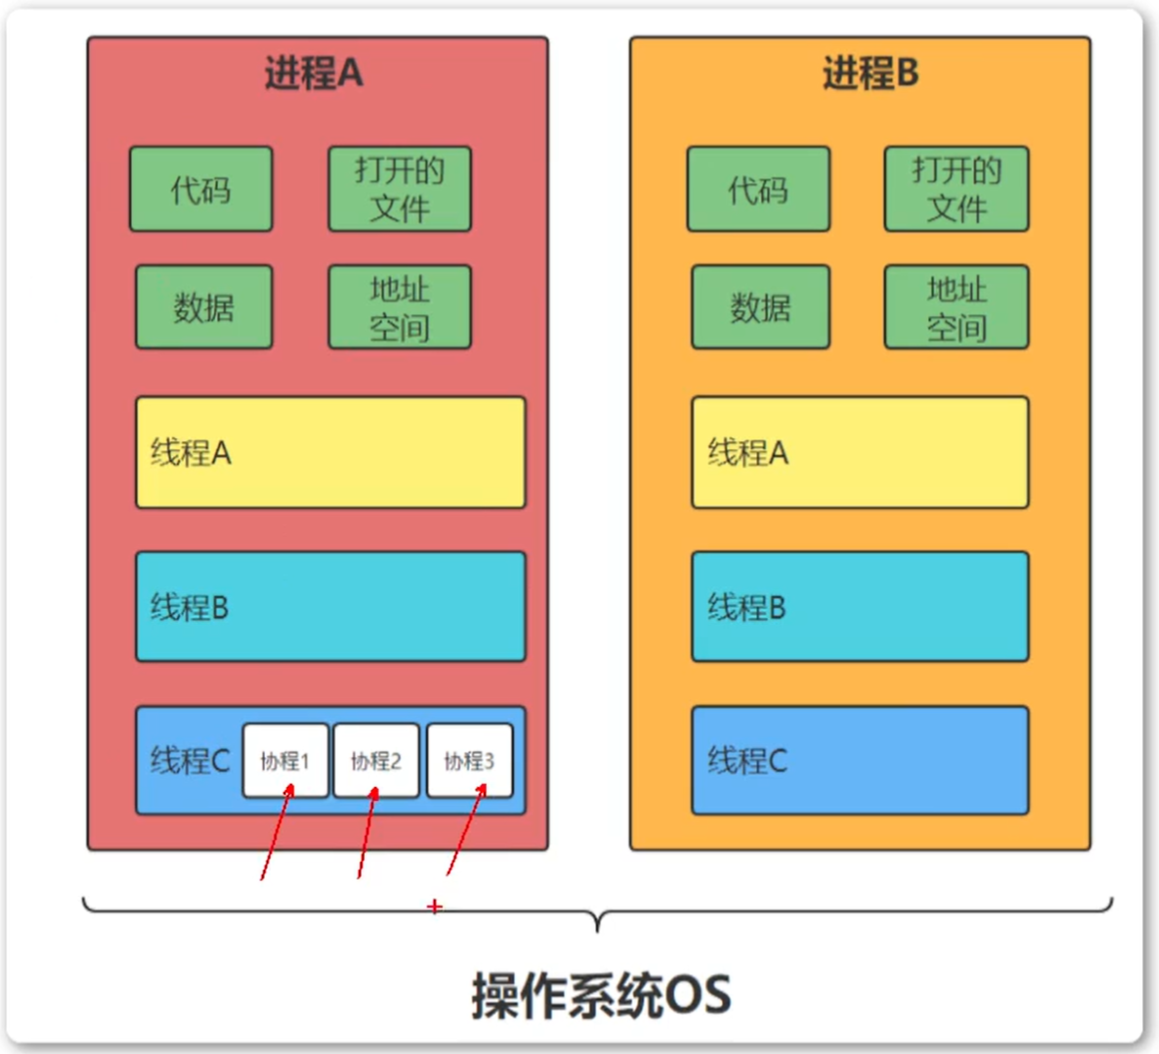 进程A
代码
打开的
文件
数据
地址
空间
线程A
线程B
线程C
协程1
协程2
协程3
进程B
代码
打开的
文件
数据
地址
空间
线程A
线程B
线程C
操作系统OS